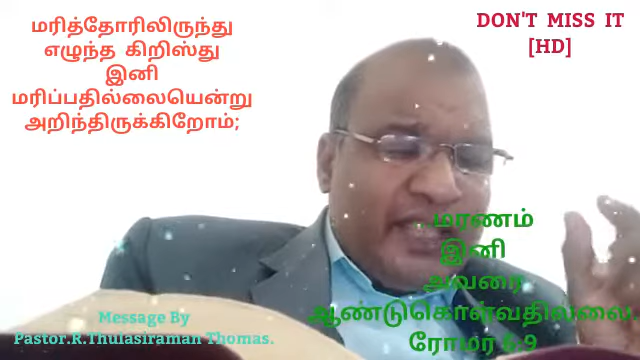 மரித்தோரிலிருந்து
எழுந்த கிறிஸ்து
இனி
மரிப்பதில்லையென்று
அறிந்திருக்கிறோம்;
DON'T MISS IT
[HD]
...மரணம்
இனி
அவரை
ஆண்டுகொள்வதில்லை.
ரோமர் 6:9
Message By
Pastor.R.Thulasiraman Thomas.